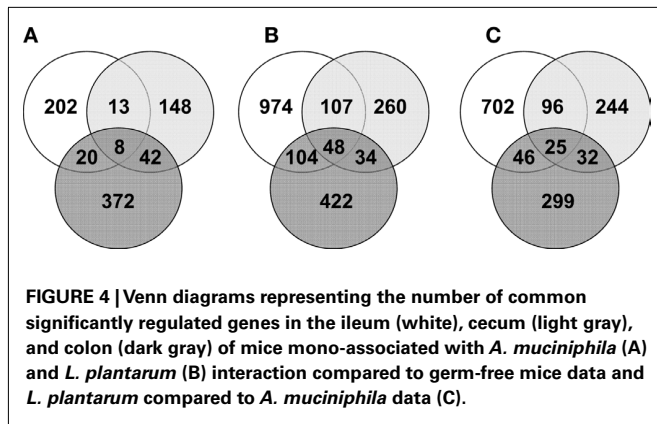 A B C
202 13 148 974 107 260 702 96 244
8 48 25
20 42 104 34 46 32
372 422 299
FIGURE 4 | Venn diagrams representing the number of common
significantly regulated genes in the ileum (white), cecum (light gray),
and colon (dark gray) of mice mono-associated with A. muciniphila (A)
and L. plantarum (B) interaction compared to germ-free mice data and
L. plantarum compared to A. muciniphila data (C).